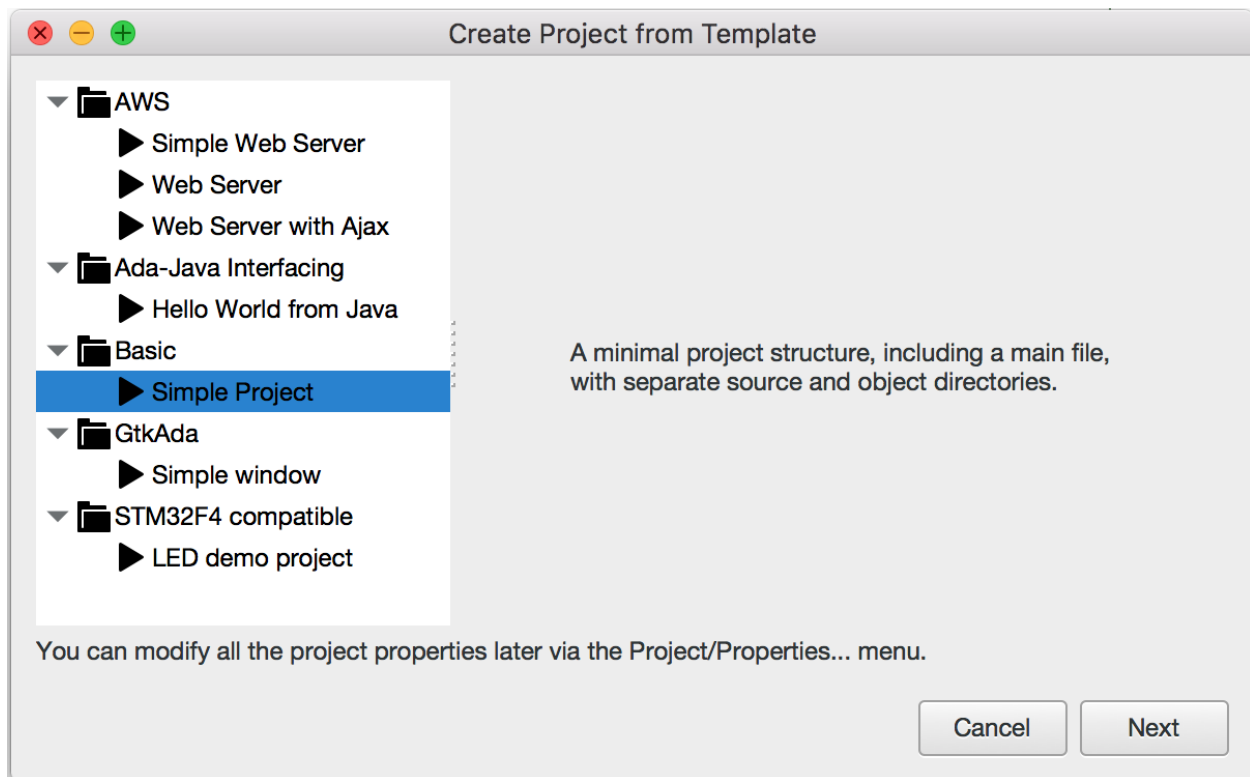 Create Project from Template
AWS
Simple Web Server
Web Server
Web Server with Ajax
Ada-Java Interfacing
Hello World from Java
Basic
Simple Project
GtkAda
Simple window
STM32F4 compatible
LED demo project
A minimal project structure, including a main file,
with separate source and object directories.
You can modify all the project properties later via the Project/Properties... menu.
Cancel
Next